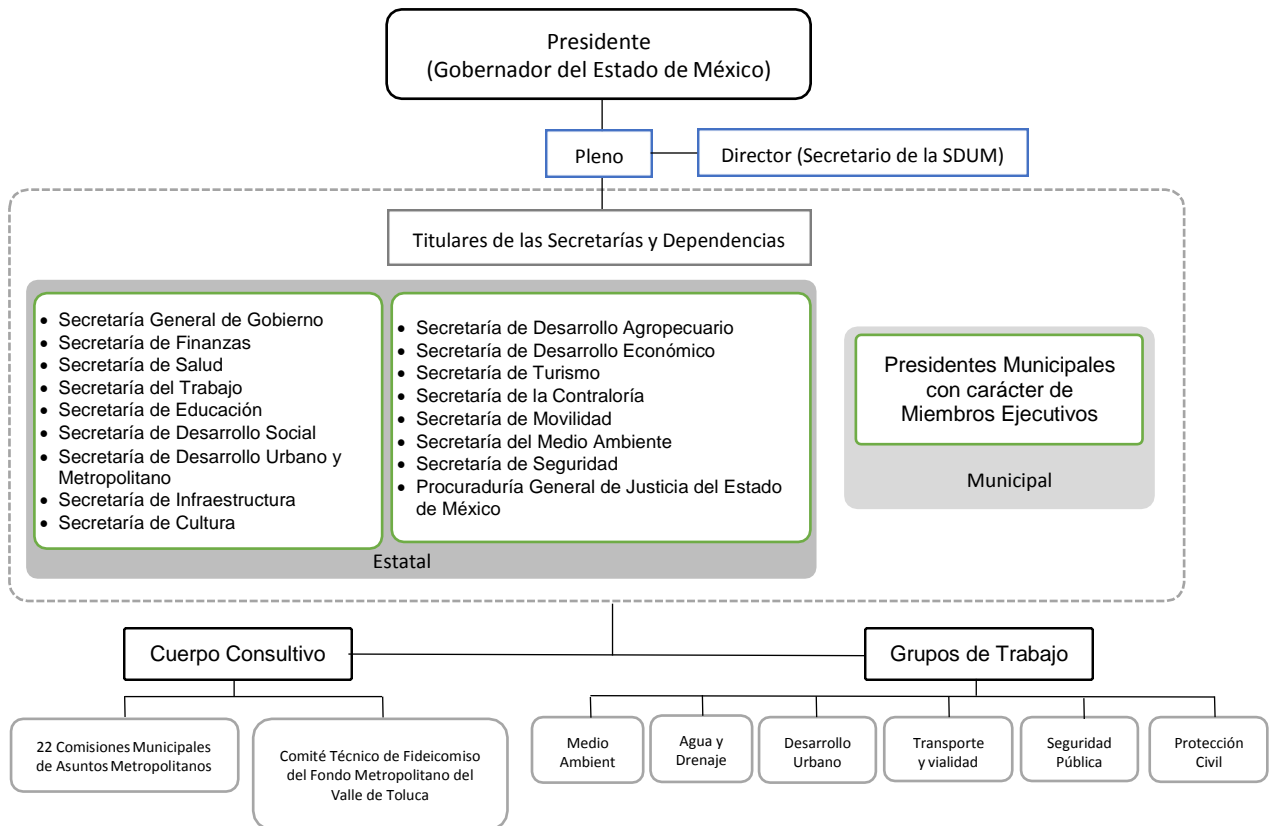 Presidente
(Gobernador del Estado de México)
Pleno
Director (Secretario de la SDUM)
Titulares de las Secretarías y Dependencias
• Secretaría General de Gobierno
• Secretaría de Finanzas
• Secretaría de Salud
• Secretaría del Trabajo
• Secretaría de Educación
• Secretaría de Desarrollo Social
• Secretaría de Desarrollo Urbano y
Metropolitano
• Secretaría de Infraestructura
• Secretaría de Cultura
• Secretaría de Desarrollo Agropecuario
• Secretaría de Desarrollo Económico
• Secretaría de Turismo
• Secretaría de la Contraloría
• Secretaría de Movilidad
• Secretaría del Medio Ambiente
• Secretaría de Seguridad
• Procuraduría General de Justicia del Estado
de México
Estatal
Presidentes Municipales
con carácter de
Miembros Ejecutivos
Municipal
Cuerpo Consultivo
Grupos de Trabajo
22 Comisiones Municipales
de Asuntos Metropolitanos
Comité Técnico de Fideicomiso
del Fondo Metropolitano del
Valle de Toluca
Medio
Ambient
Agua y
Drenaje
Desarrollo
Urbano
Transporte
y vialidad
Seguridad
Pública
Protección
Civil